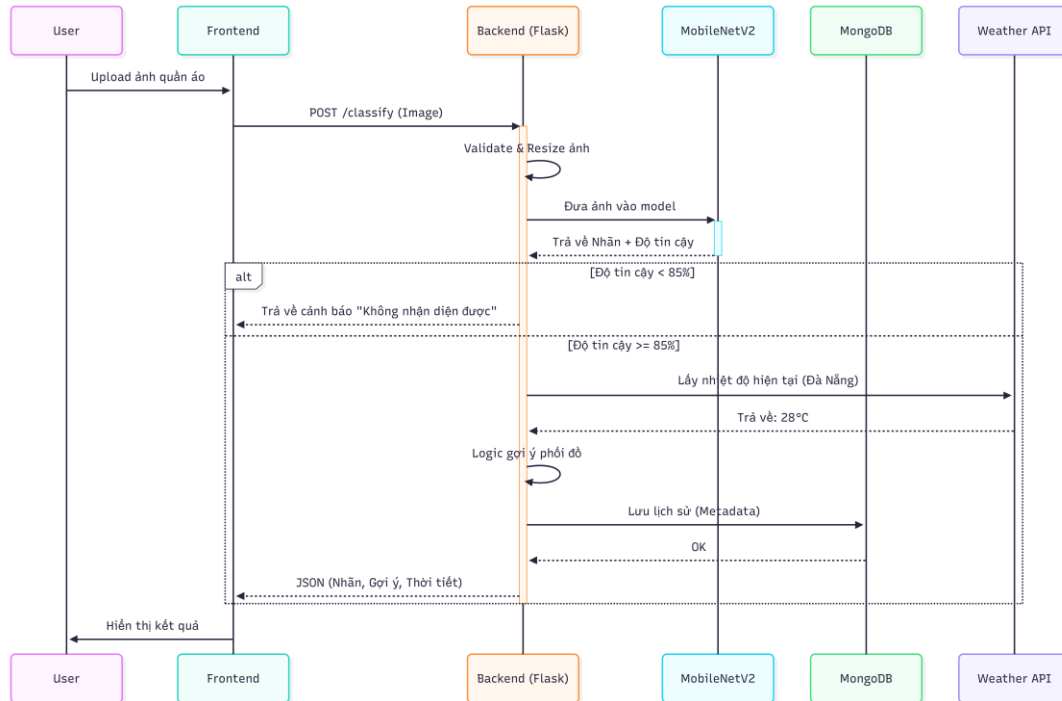 User
Frontend
Backend (Flask)
MobileNetV2
MongoDB
Weather API
Upload ảnh quần áo
POST /classify (Image)
Validate & Resize ảnh
Đưa ảnh vào model
Trả về Nhãn + Độ tin cậy
alt
[Độ tin cậy < 85%]
Trả về cảnh báo "Không nhận diện được"
[Độ tin cậy >= 85%]
Lấy nhiệt độ hiện tại (Đà Nẵng)
Trả về: 28°C
Logic gợi ý phối đồ
Lưu lịch sử (Metadata)
OK
JSON (Nhãn, Gợi ý, Thời tiết)
Hiển thị kết quả
User
Frontend
Backend (Flask)
MobileNetV2
MongoDB
Weather API